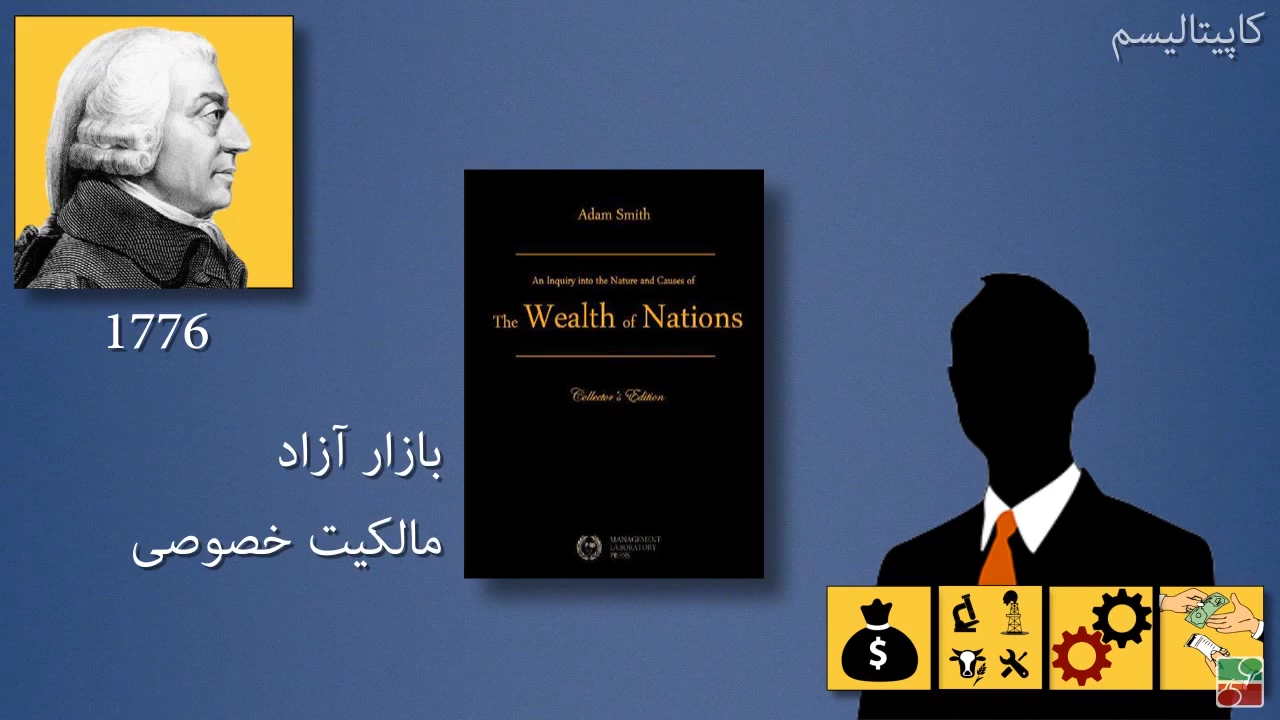 کاپیتالیسم
1776
بازار آزاد
مالکیت خصوصی
Adam Smith
An Inquiry into the Nature and Causes of
The Wealth of Nations
Collector's Edition
MANAGEMENT
LABORATORY
PRESS
$